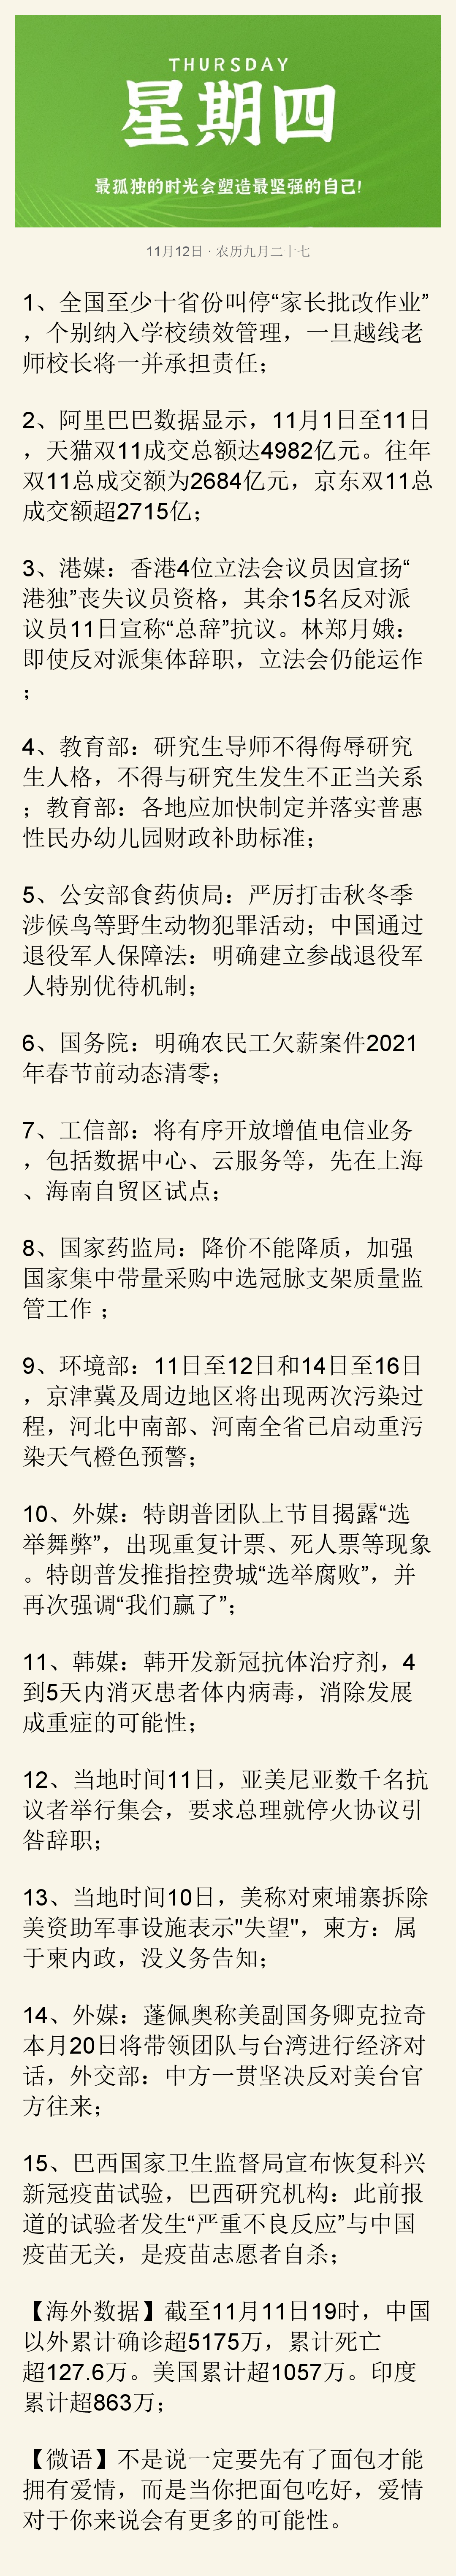 THURSDAY
星期四
最孤独的时光会塑造最坚强的自己!
11月12日 · 农历九月二十七
1、全国至少十省份叫停“家长批改作业”
，个别纳入学校绩效管理，一旦越线老
师校长将一并承担责任；
2、阿里巴巴数据显示，11月1日至11日
，天猫双11成交总额达4982亿元。往年
双11总成交额为2684亿元，京东双11总
成交额超2715亿；
3、港媒：香港4位立法会议员因宣扬“
港独”丧失议员资格，其余15名反对派
议员11日宣称“总辞”抗议。林郑月娥：
即使反对派集体辞职，立法会仍能运作
；
4、教育部：研究生导师不得侮辱研究
生人格，不得与研究生发生不正当关系
；教育部：各地应加快制定并落实普惠
性民办幼儿园财政补助标准；
5、公安部食药侦局：严厉打击秋冬季
涉候鸟等野生动物犯罪活动；中国通过
退役军人保障法：明确建立参战退役军
人特别优待机制；
6、国务院：明确农民工欠薪案件2021
年春节前动态清零；
7、工信部：将有序开放增值电信业务
，包括数据中心、云服务等，先在上海
、海南自贸区试点；
8、国家药监局：降价不能降质，加强
国家集中带量采购中选冠脉支架质量监
管工作 ；
9、环境部：11日至12日和14日至16日
，京津冀及周边地区将出现两次污染过
程，河北中南部、河南全省已启动重污
染天气橙色预警；
10、外媒：特朗普团队上节目揭露“选
举舞弊”，出现重复计票、死人票等现象
。特朗普发推指控费城“选举腐败”，并
再次强调“我们赢了”；
11、韩媒：韩开发新冠抗体治疗剂，4
到5天内消灭患者体内病毒，消除发展
成重症的可能性；
12、当地时间11日，亚美尼亚数千名抗
议者举行集会，要求总理就停火协议引
咎辞职；
13、当地时间10日，美称对柬埔寨拆除
美资助军事设施表示"失望"，柬方：属
于柬内政，没义务告知；
14、外媒：蓬佩奥称美副国务卿克拉奇
本月20日将带领团队与台湾进行经济对
话，外交部：中方一贯坚决反对美台官
方往来；
15、巴西国家卫生监督局宣布恢复科兴
新冠疫苗试验，巴西研究机构：此前报
道的试验者发生“严重不良反应”与中国
疫苗无关，是疫苗志愿者自杀；
【海外数据】截至11月11日19时，中国
以外累计确诊超5175万，累计死亡
超127.6万。美国累计超1057万。印度
累计超863万；
【微语】不是说一定要先有了面包才能
拥有爱情，而是当你把面包吃好，爱情
对于你来说会有更多的可能性。